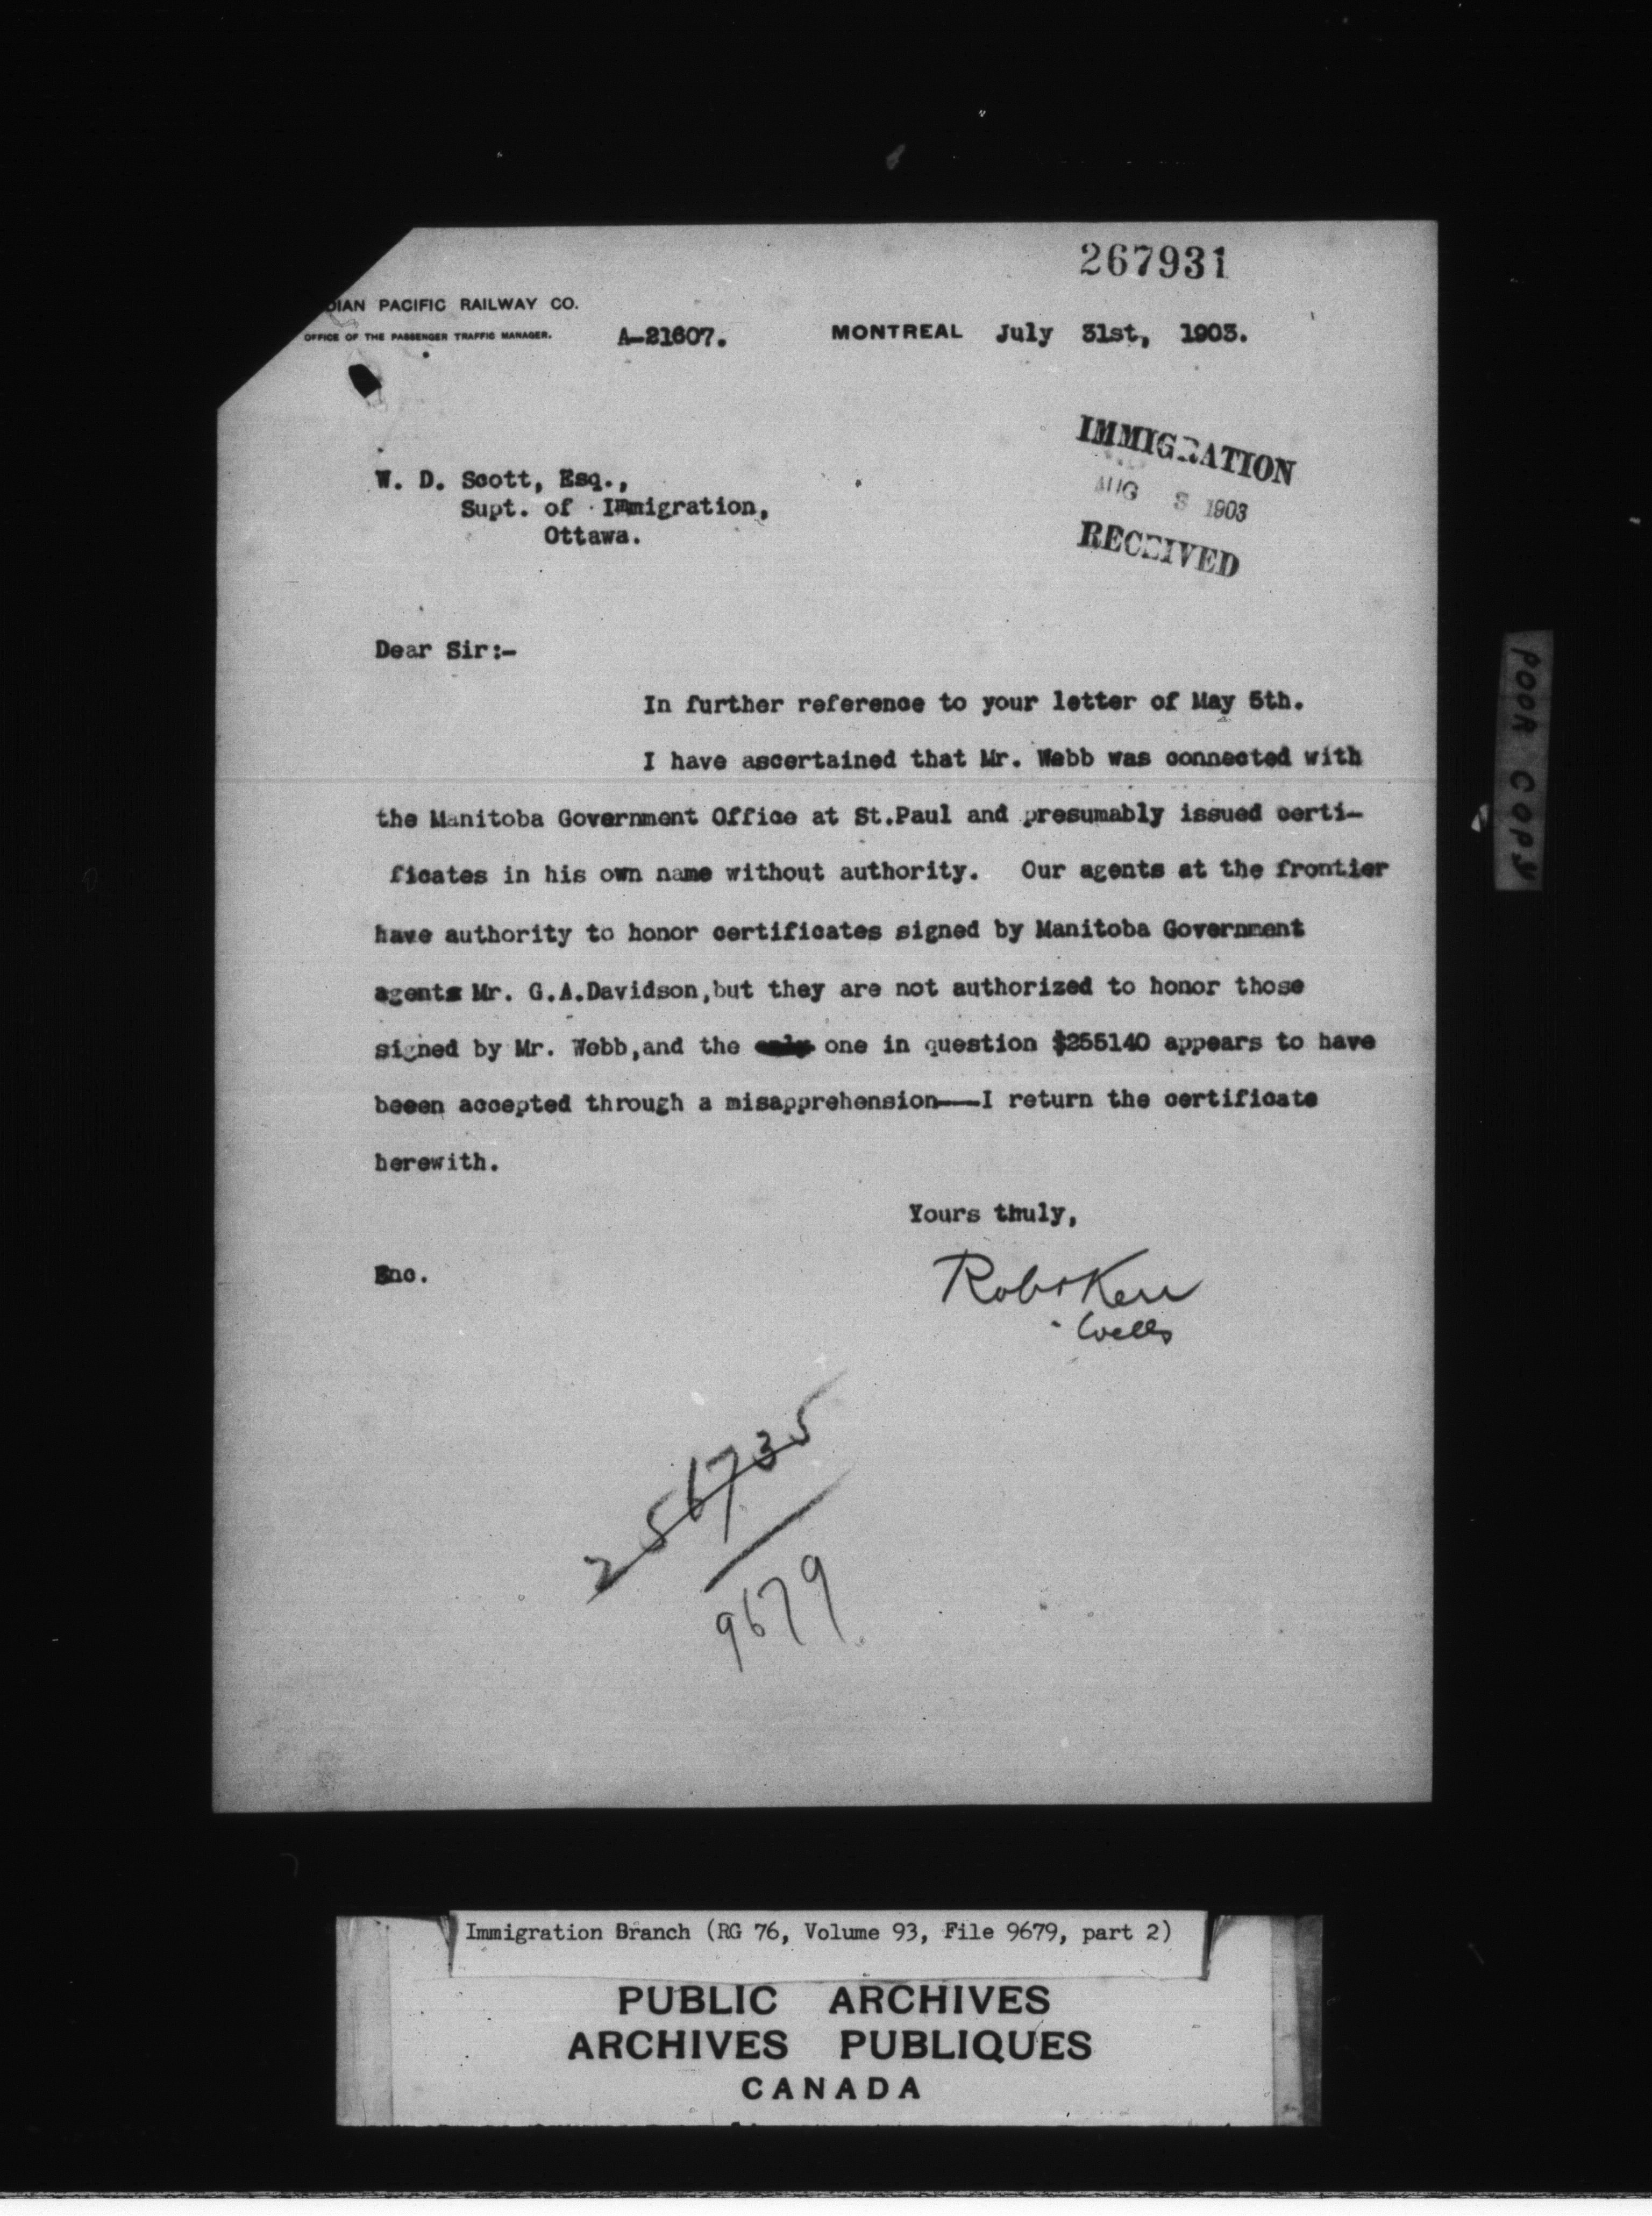 267931
DIAN PACIFIC RAILWAY CO.
OFFICE OF THE PASSENGER TRAFFIC MANAGER.
A-21607. MONTREAL July 31st, 1903.
IMMIGRATION
AUG 3 1903
RECEIVED
W. D. Scott, Esq.,
Supt. of Immigration,
Ottawa.
Dear Sir:-
In further reference to your letter of May 5th.
I have ascertained that Mr. Webb was connected with
the Manitoba Government Office at St.Paul and presumably issued certi-
ficates in his own name without authority. Our agents at the frontier
have authority to honor certificates signed by Manitoba Government
agents Mr. G.A.Davidson,but they are not authorized to honor those
signed by Mr. Webb,and the only one in question $255140 appears to have
beeen accepted through a misapprehension——I return the certificate
herewith.
Yours thuly,
Enc.
Robt Kerr
Wells
256735
9679
POOR COPY
Immigration Branch (RG 76, Volume 93, File 9679, part 2)
PUBLIC ARCHIVES
ARCHIVES PUBLIQUES
CANADA